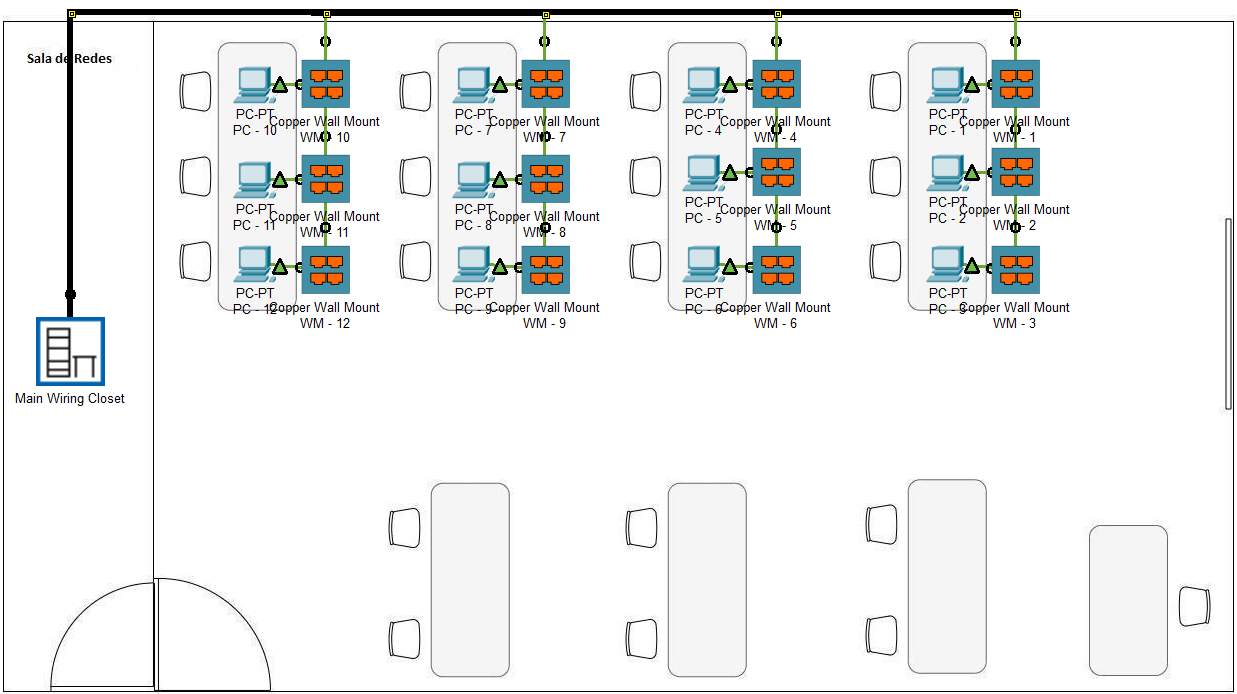 Sala de Redes
PC-PT
PC - 10
Copper Wall Mount
WM - 10
PC-PT
PC - 7
Copper Wall Mount
WM - 7
PC-PT
PC - 4
Copper Wall Mount
WM - 4
PC-PT
PC - 1
Copper Wall Mount
WM - 1
PC-PT
PC - 11
Copper Wall Mount
WM - 11
PC-PT
PC - 8
Copper Wall Mount
WM - 8
PC-PT
PC - 5
Copper Wall Mount
WM - 5
PC-PT
PC - 2
Copper Wall Mount
WM - 2
PC-PT
PC - 12
Copper Wall Mount
WM - 12
PC-PT
PC - 9
Copper Wall Mount
WM - 9
PC-PT
PC - 6
Copper Wall Mount
WM - 6
PC-PT
PC - 3
Copper Wall Mount
WM - 3
Main Wiring Closet